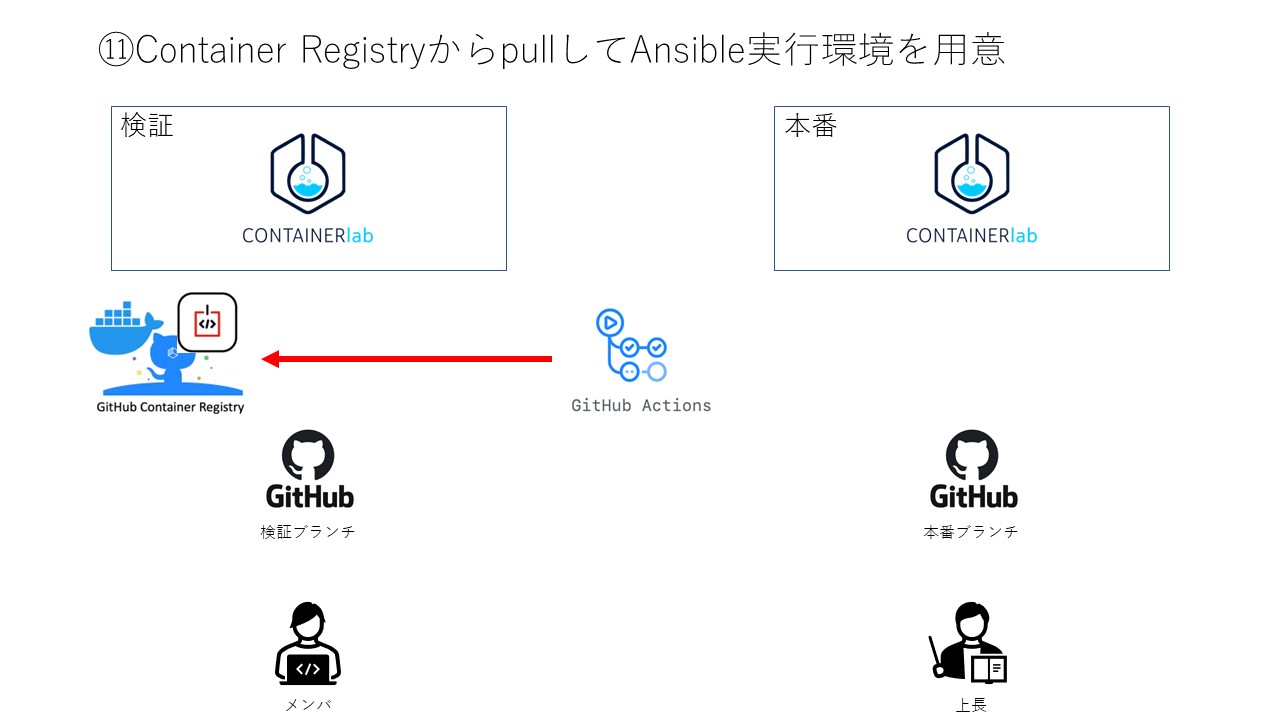 ⑪Container RegistryからpullしてAnsible実行環境を用意
検証
CONTAINERlab
本番
CONTAINERlab
</>
GitHub Container Registry
GitHub Actions
GitHub
検証ブランチ
GitHub
本番ブランチ
</>
メンバ
上長